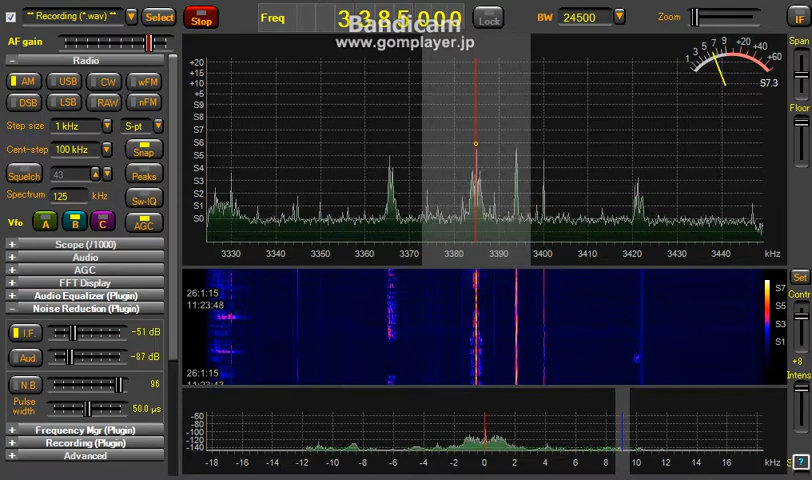 ** Recording (*.wav)
Select
Stop
Freq
3385000
Lock
BW
24500
Zoom
IF
Bandicam
www.gomplayer.jp
AF gain
Radio
AM
USB
CW
wFM
DSB
LSB
RAW
nFM
Step size
1 kHz
S-pt
Cent-step
100 kHz
Snap
Squelch
43
Peaks
Spectrum
125
kHz
Sw-IQ
Vfo
A
B
C
AGC
+ Scope (/1000)
+ Audio
+ AGC
+ FFT Display
+ Audio Equalizer (Plugin)
- Noise Reduction (Plugin)
I.F.
-51 dB
Aud.
-87 dB
N.B.
96
Pulse
width
50.0 µs
+ Frequency Mgr (Plugin)
+ Recording (Plugin)
+ Advanced
+20
+15
+10
+5
S9
S8
S7
S6
S5
S4
S3
S2
S1
S0
3330 3340 3350 3360 3370 3380 3390 3400 3410 3420 3430 3440 kHz
1 3 5 7 9 +20 +40 +60
S7.3
Span
Floor
26:1:15
11:23:48
26:1:15
11:23:43
S7
S5
S3
S1
Set
Contr
+8
Intens
-60
-80
-100
-120
-140
-18 -16 -14 -12 -10 -8 -6 -4 -2 0 2 4 6 8 10 12 14 16 kHz
?